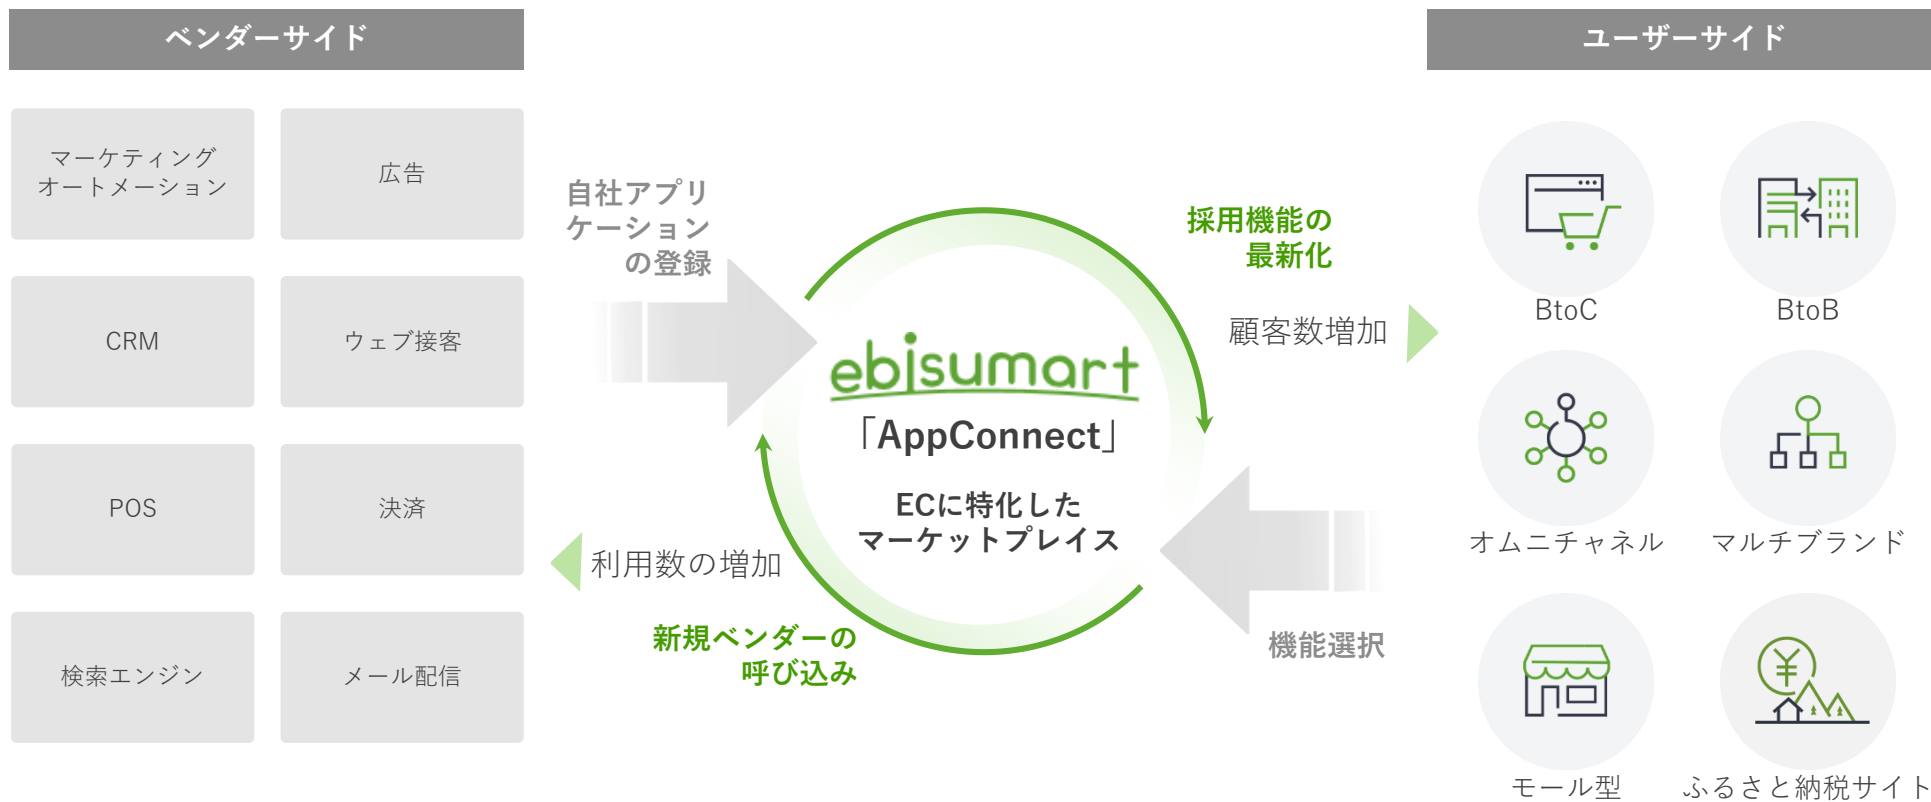 ベンダーサイド
マーケティング
オートメーション
広告
CRM
ウェブ接客
POS
決済
検索エンジン
メール配信
自社アプリ
ケーション
の登録
利用数の増加
新規ベンダーの
呼び込み
ebisumart
「AppConnect」
ECに特化した
マーケットプレイス
採用機能の
最新化
顧客数増加
機能選択
ユーザーサイド
BtoC
BtoB
オムニチャネル
マルチブランド
モール型
ふるさと納税サイト